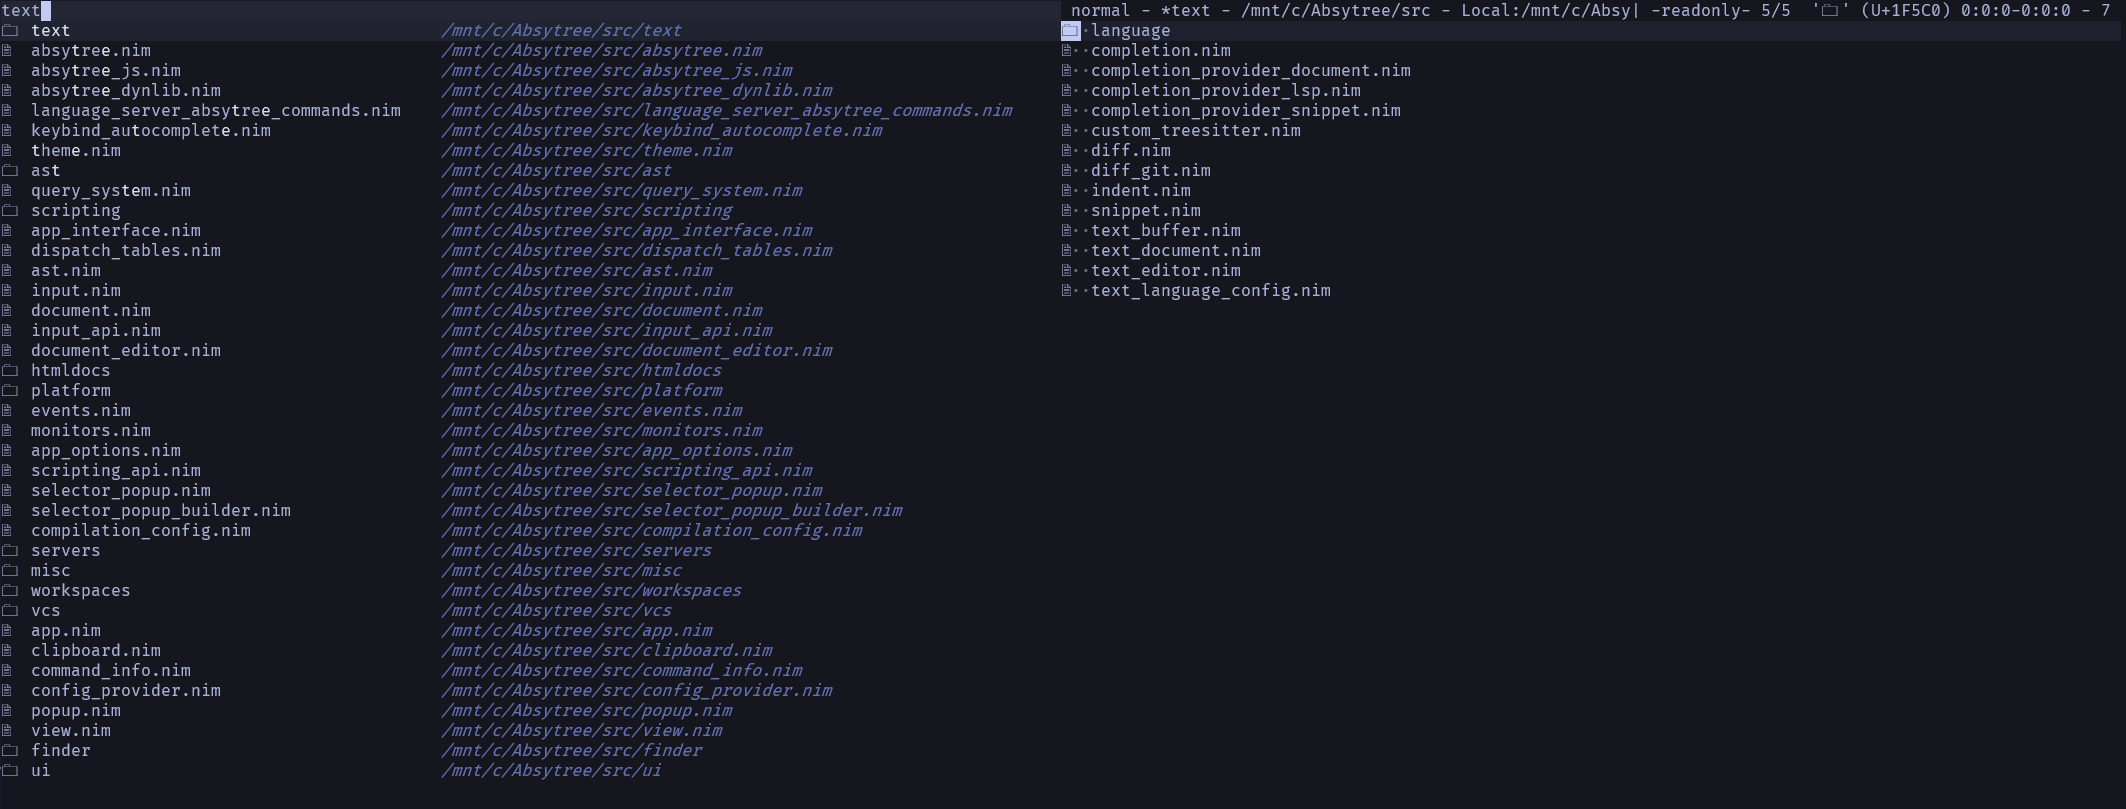 text
text /mnt/c/Absytree/src/text
absytree.nim /mnt/c/Absytree/src/absytree.nim
absytree_js.nim /mnt/c/Absytree/src/absytree_js.nim
absytree_dynlib.nim /mnt/c/Absytree/src/absytree_dynlib.nim
language_server_absytree_commands.nim /mnt/c/Absytree/src/language_server_absytree_commands.nim
keybind_autocomplete.nim /mnt/c/Absytree/src/keybind_autocomplete.nim
theme.nim /mnt/c/Absytree/src/theme.nim
ast /mnt/c/Absytree/src/ast
query_system.nim /mnt/c/Absytree/src/query_system.nim
scripting /mnt/c/Absytree/src/scripting
app_interface.nim /mnt/c/Absytree/src/app_interface.nim
dispatch_tables.nim /mnt/c/Absytree/src/dispatch_tables.nim
ast.nim /mnt/c/Absytree/src/ast.nim
input.nim /mnt/c/Absytree/src/input.nim
document.nim /mnt/c/Absytree/src/document.nim
input_api.nim /mnt/c/Absytree/src/input_api.nim
document_editor.nim /mnt/c/Absytree/src/document_editor.nim
htmldocs /mnt/c/Absytree/src/htmldocs
platform /mnt/c/Absytree/src/platform
events.nim /mnt/c/Absytree/src/events.nim
monitors.nim /mnt/c/Absytree/src/monitors.nim
app_options.nim /mnt/c/Absytree/src/app_options.nim
scripting_api.nim /mnt/c/Absytree/src/scripting_api.nim
selector_popup.nim /mnt/c/Absytree/src/selector_popup.nim
selector_popup_builder.nim /mnt/c/Absytree/src/selector_popup_builder.nim
compilation_config.nim /mnt/c/Absytree/src/compilation_config.nim
servers /mnt/c/Absytree/src/servers
misc /mnt/c/Absytree/src/misc
workspaces /mnt/c/Absytree/src/workspaces
vcs /mnt/c/Absytree/src/vcs
app.nim /mnt/c/Absytree/src/app.nim
clipboard.nim /mnt/c/Absytree/src/clipboard.nim
command_info.nim /mnt/c/Absytree/src/command_info.nim
config_provider.nim /mnt/c/Absytree/src/config_provider.nim
popup.nim /mnt/c/Absytree/src/popup.nim
view.nim /mnt/c/Absytree/src/view.nim
finder /mnt/c/Absytree/src/finder
ui /mnt/c/Absytree/src/ui
normal - *text - /mnt/c/Absytree/src - Local:/mnt/c/Absy| -readonly- 5/5 '🗀' (U+1F5C0) 0:0:0-0:0:0 - 7
language
completion.nim
completion_provider_document.nim
completion_provider_lsp.nim
completion_provider_snippet.nim
custom_treesitter.nim
diff.nim
diff_git.nim
indent.nim
snippet.nim
text_buffer.nim
text_document.nim
text_editor.nim
text_language_config.nim